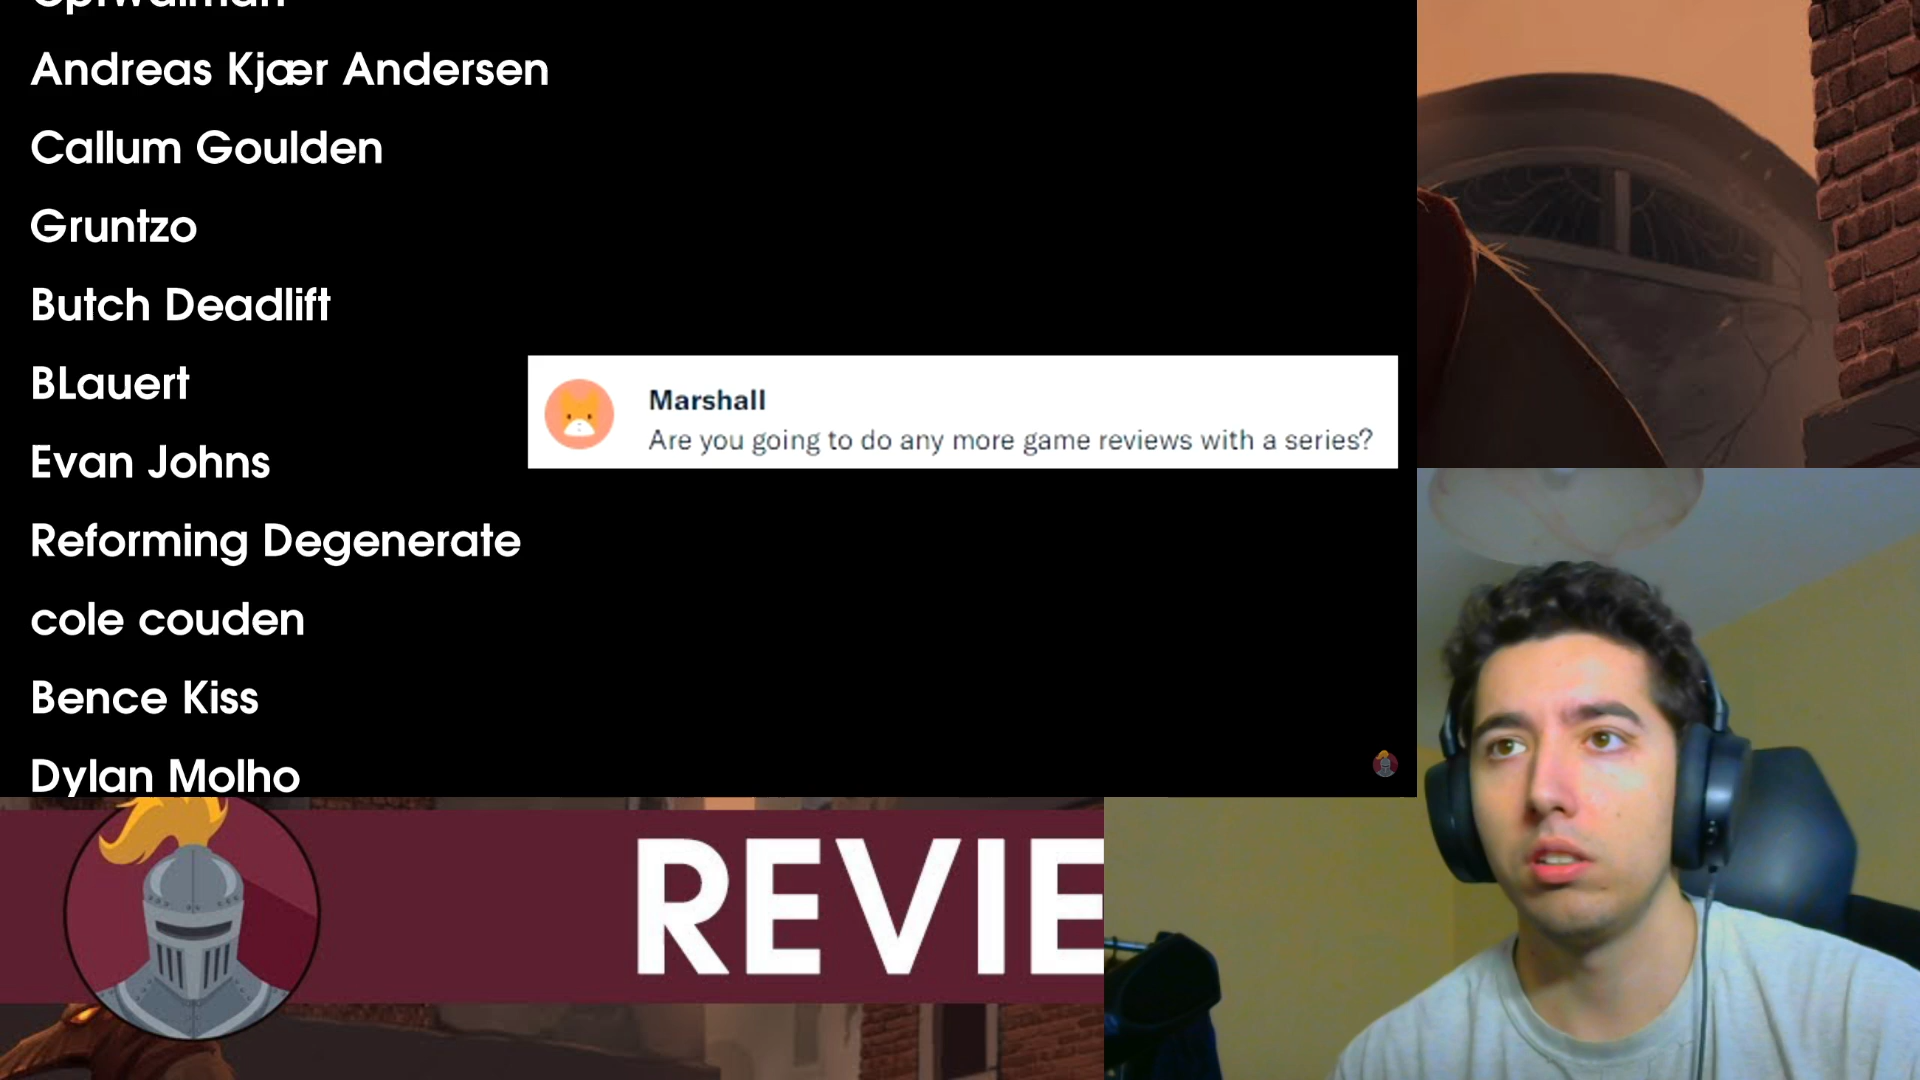 Andreas Kjær Andersen
Callum Goulden
Gruntzo
Butch Deadlift
BLauert
Evan Johns
Reforming Degenerate
cole couden
Bence Kiss
Dylan Molho
Marshall
Are you going to do any more game reviews with a series?
REVIE